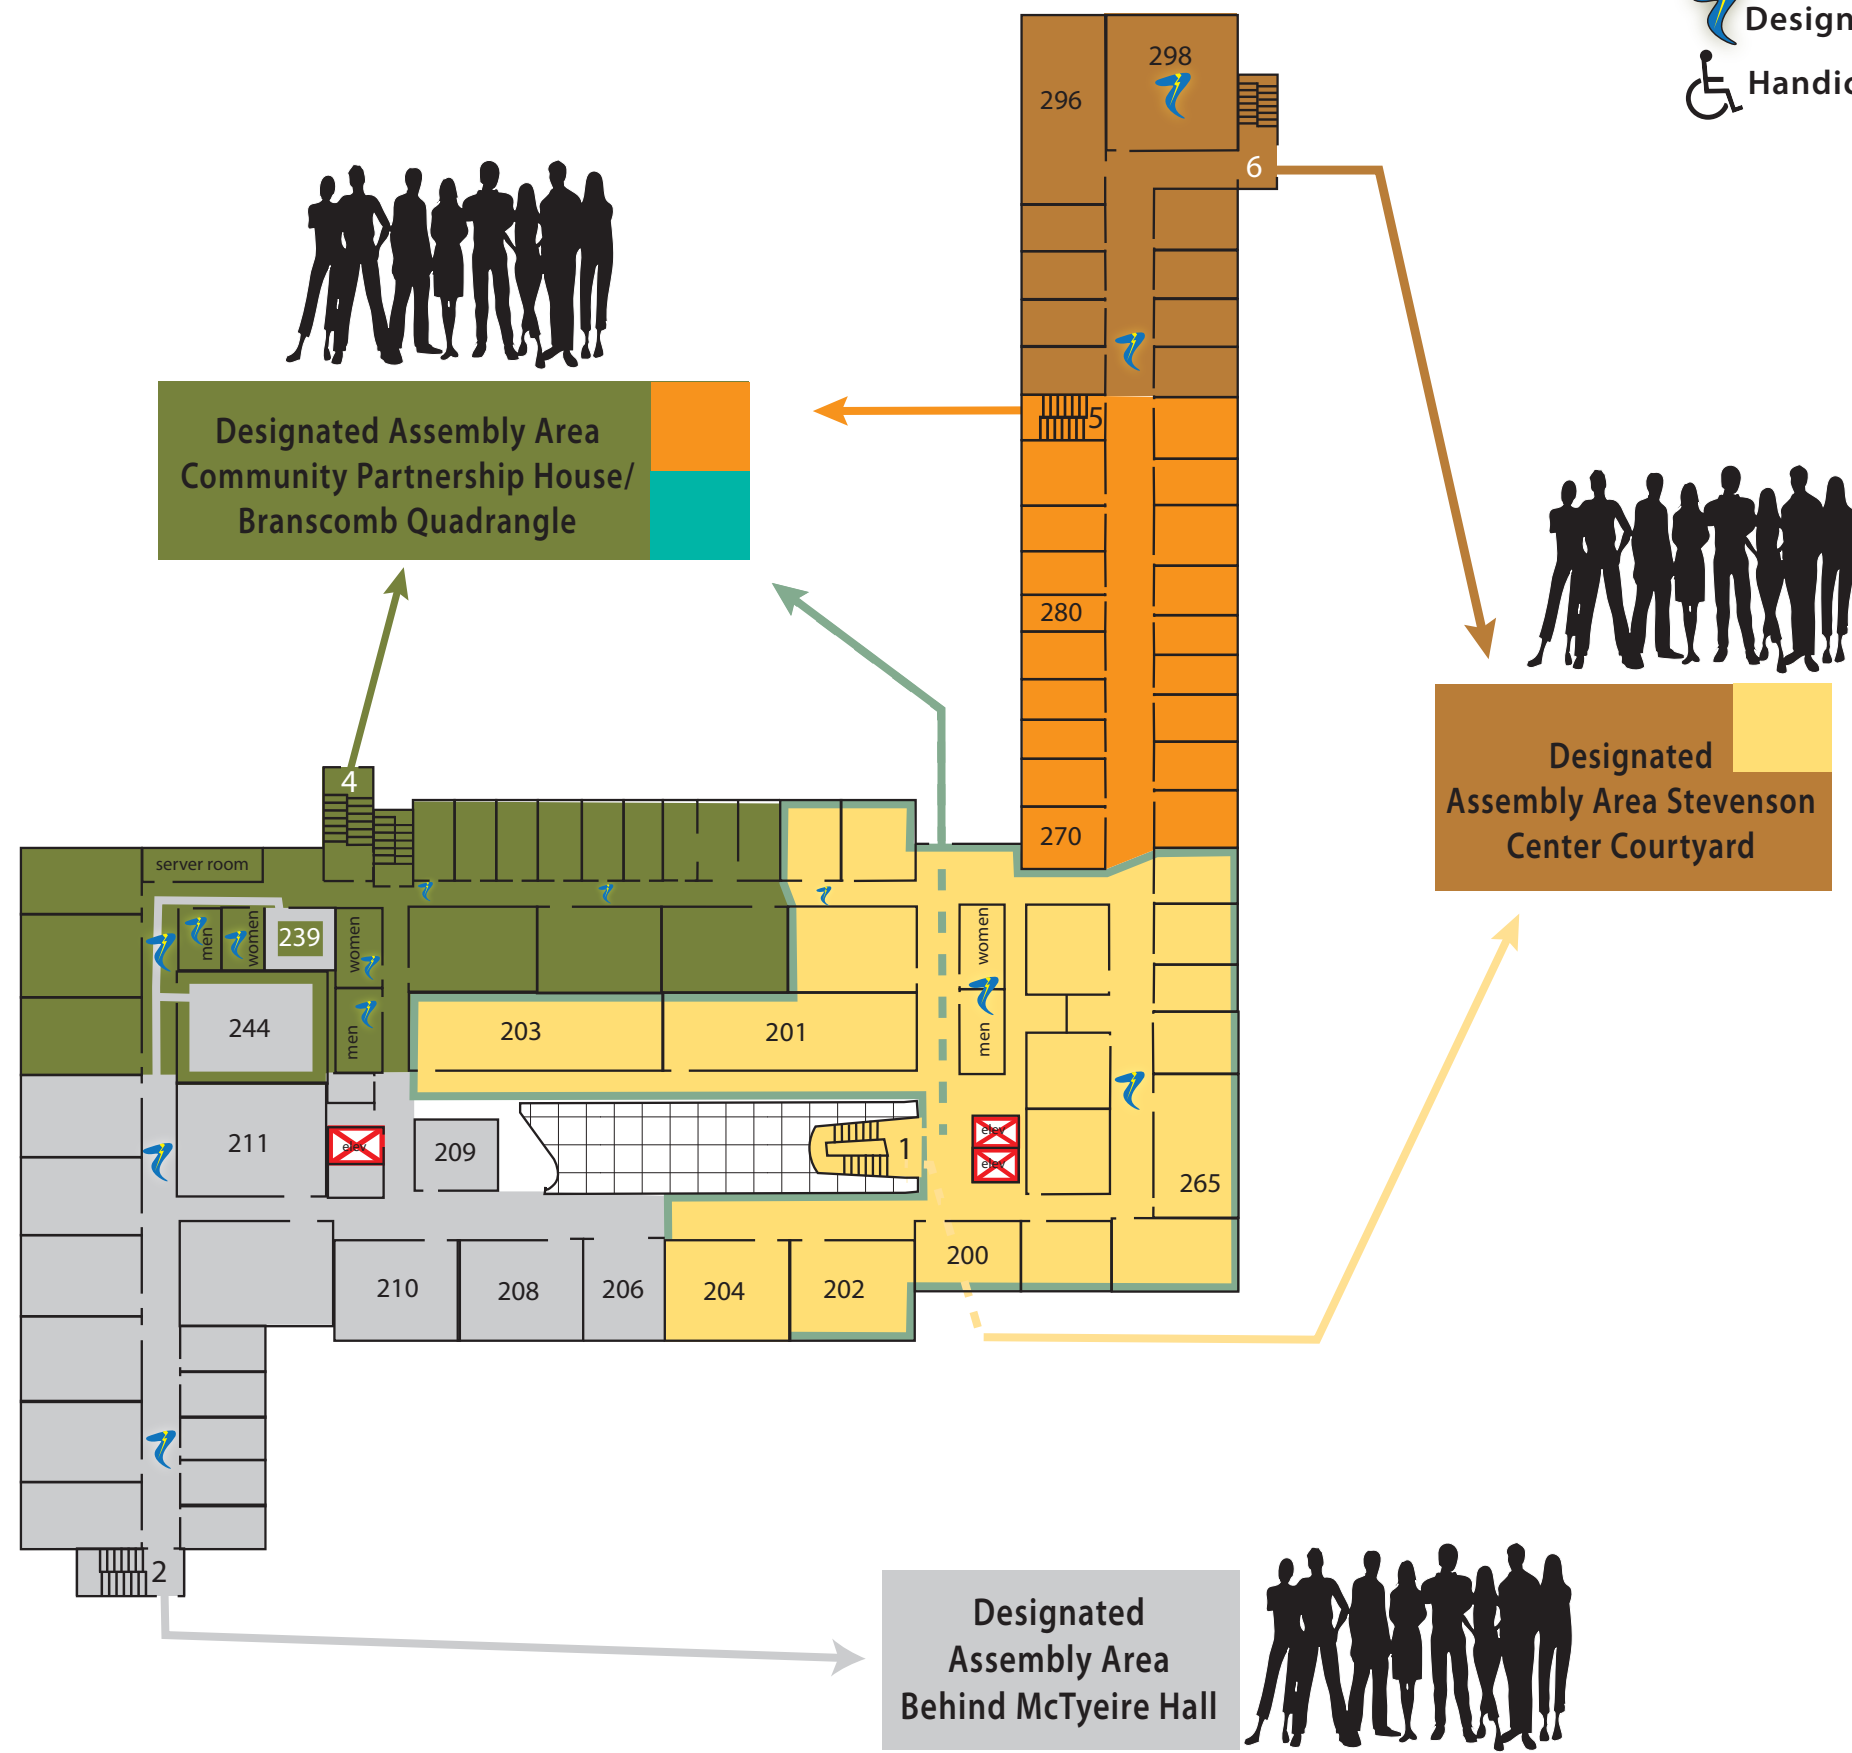 Design
Handic
298
296
6
Designated Assembly Area
Community Partnership House/
Branscomb Quadrangle
5
280
270
Designated
Assembly Area Stevenson
Center Courtyard
4
server room
men
women
239
women
men
244
203
201
women
men
211
elev
209
1
elev
elev
265
200
210
208
206
204
202
2
Designated
Assembly Area
Behind McTyeire Hall